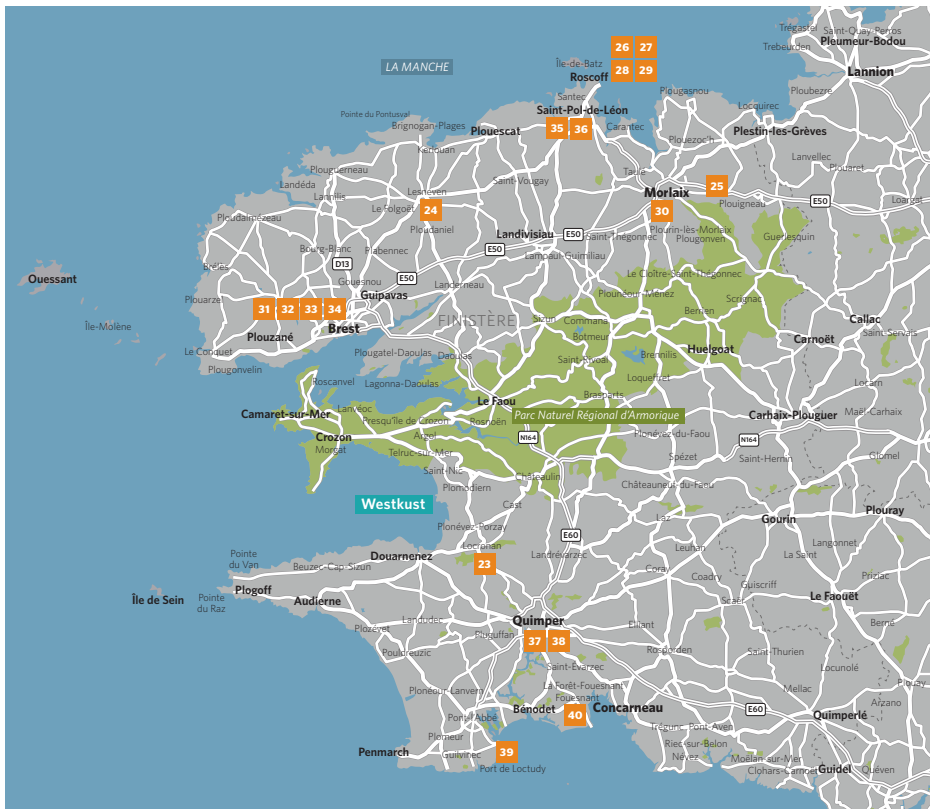 Trégastel
Saint-Quay-Perros
Pleumeur-Bodou
Trebeurden
26 27
LA MANCHE
Île-de-Batz
28 29
Roscoff
Lannion
Ploubezre
Santec
Plougasnou
Locquirec
Saint-Pol-de-Léon
Pointe du Pontusval
Brignogan-Plages
Plouescat
35 36
Carantec
Plouezoc'h
Plestin-les-Grèves
Kerlouan
Lanvellec
Plouaret
Plouguerneau
Taulé
Landéda
Lannilis
Lesneven
Saint-Vougay
Morlaix
25
E50
Loargat
Le Folgoët
24
30
Plouigneau
Ploudalmézeau
Ploudaniel
Landivisiau
E50
Saint-Thégonnec
Plourin-lès-Morlaix
Plougonven
Guerlesquin
Bourg-Blanc
Plabennec
E50
Lampaul-Guimiliau
D13
Brélès
Gouesnou
E50
Landerneau
Le Cloître-Saint-Thégonnec
Ouessant
Guipavas
Plounéour-Ménez
Scrignac
Plouarzel
31 32 33 34
Berrien
Île-Molène
Brest
FINISTÈRE
Sizun
Commana
Callac
Plouzané
Botmeur
Saint-Servais
Carnoët
Le Conquet
Plougatel-Daoulas
Daoulas
Saint-Rivoal
Brennilis
Huelgoat
Plougonvelin
Roscanvel
Lagonna-Daoulas
Loqueffret
Locarn
Brasparts
Le Faou
Camaret-sur-Mer
Lanvéoc
Parc Naturel Régional d'Armorique
Carhaix-Plouguer
Maël-Carhaix
Presqu'île de Crozon
Rosnoën
Crozon
Argol
N164
Plonévez-du-Faou
N164
Morgat
Telruc-sur-Mer
Spézet
Saint-Hernin
Glomel
Saint-Nic
Châteaulin
Plomodiern
Châteauneuf-du-Faou
Westkust
Cast
Laz
Plouray
Plonévez-Porzay
Gourin
E60
Locronan
Langonnet
Pointe
du Van
Douarnenez
Landrévarzec
Leuhan
La Saint
23
Beuzec-Cap-Sizun
Coray
Coadry
Guiscriff
Priziac
Plogoff
Île de Sein
Pointe
du Raz
Audierne
Scaër
Le Faouët
Landudec
Quimper
Elliant
Berné
Plozévet
Pluguffan
37 38
Pouldreuzic
Rosporden
Saint-Thurien
Saint-Evarzec
Locunolé
La Forêt-Fouesnant
Plouay
Plonéour-Lanvern
Fouesnant
Mellac
Arzano
Bénodet
Concarneau
E60
Pont-l'Abbé
40
Quimperlé
Trégunc
Pont-Aven
Plomeur
Riec-sur-Belon
Penmarch
Guilvinec
39
Névez
Moëlan-sur-Mer
Port de Loctudy
Clohars-Carnoët
Guidel
Quéven